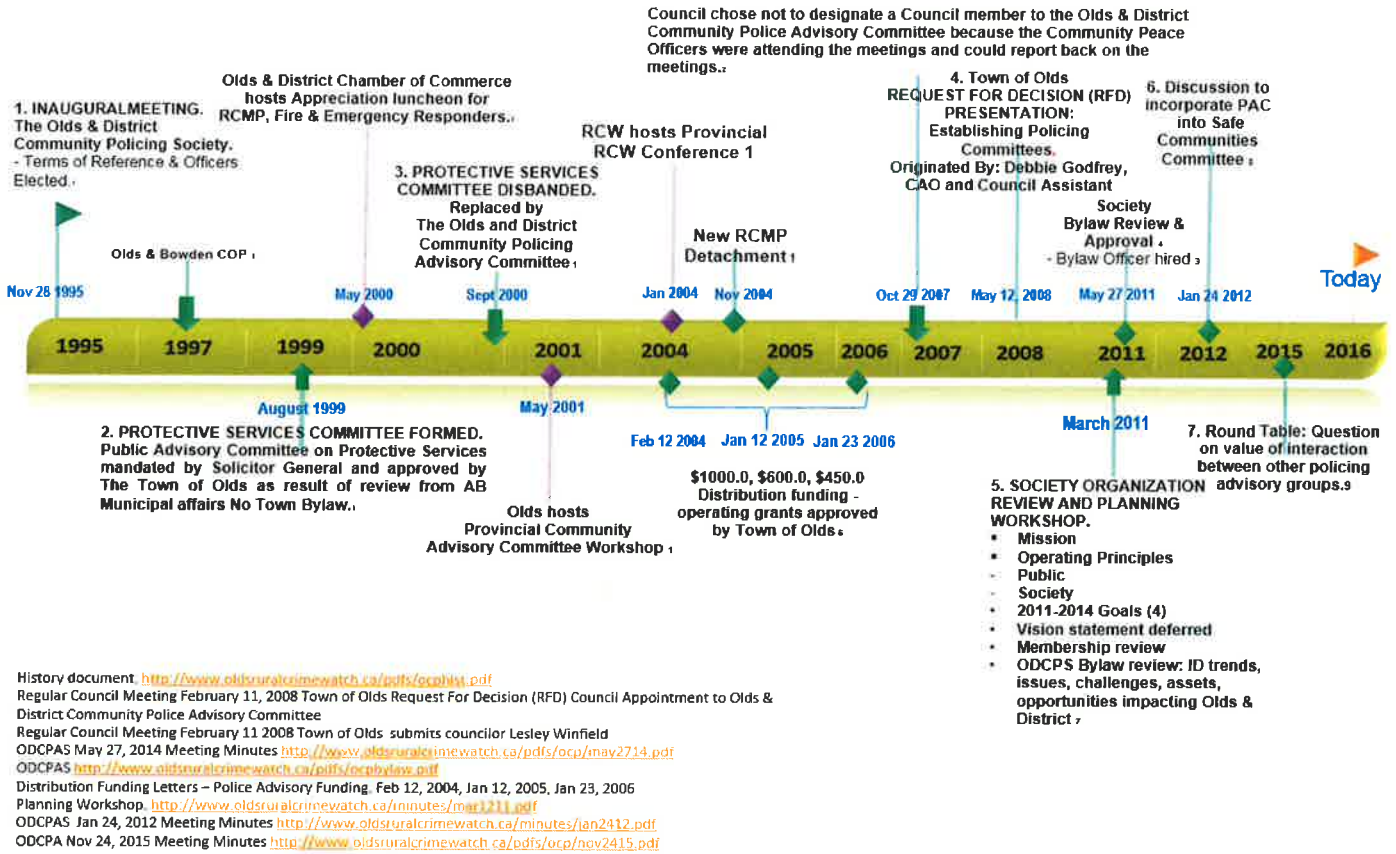 Council chose not to designate a Council member to the Olds & District
Community Police Advisory Committee because the Community Peace
Officers were attending the meetings and could report back on the
meetings.2
1. INAUGURALMEETING.
The Olds & District
Community Policing Society.
- Terms of Reference & Officers
Elected.1
Olds & District Chamber of Commerce
hosts Appreciation luncheon for
RCMP, Fire & Emergency Responders.1
3. PROTECTIVE SERVICES
COMMITTEE DISBANDED.
Replaced by
The Olds and District
Community Policing
Advisory Committee 1
RCW hosts Provincial
RCW Conference 1
4. Town of Olds
REQUEST FOR DECISION (RFD)
PRESENTATION:
Establishing Policing
Committees.
Originated By: Debbie Godfrey,
CAO and Council Assistant
6. Discussion to
incorporate PAC
into Safe
Communities
Committee 8
Olds & Bowden COP 1
New RCMP
Detachment 1
Society
Bylaw Review &
Approval 4
- Bylaw Officer hired 3
Today
Nov 28 1995
May 2000
Sept 2000
Jan 2004
Nov 2004
Oct 29 2007
May 12, 2008
May 27 2011
Jan 24 2012
1995 1997 1999 2000 2001 2004 2005 2006 2007 2008 2011 2012 2015 2016
August 1999
May 2001
Feb 12 2004
Jan 12 2005
Jan 23 2006
March 2011
2. PROTECTIVE SERVICES COMMITTEE FORMED.
Public Advisory Committee on Protective Services
mandated by Solicitor General and approved by
The Town of Olds as result of review from AB
Municipal affairs No Town Bylaw.1
Olds hosts
Provincial Community
Advisory Committee Workshop 1
$1000.0, $600.0, $450.0
Distribution funding -
operating grants approved
by Town of Olds 6
5. SOCIETY ORGANIZATION
REVIEW AND PLANNING
WORKSHOP.
▪ Mission
▪ Operating Principles
- Public
- Society
• 2011-2014 Goals (4)
• Vision statement deferred
• Membership review
• ODCPS Bylaw review: ID trends,
issues, challenges, assets,
opportunities impacting Olds &
District 7
7. Round Table: Question
on value of interaction
between other policing
advisory groups.9
History document, http://www.oldsruralcrimewatch.ca/pdfs/ocphist.pdf
Regular Council Meeting February 11, 2008 Town of Olds Request For Decision (RFD) Council Appointment to Olds &
District Community Police Advisory Committee
Regular Council Meeting February 11 2008 Town of Olds submits councilor Lesley Winfield
ODCPAS May 27, 2014 Meeting Minutes http://www.oldsruralcrimewatch.ca/pdfs/ocp/may2714.pdf
ODCPAS http://www.oldsruralcrimewatch.ca/pdfs/ocpbylaw.pdf
Distribution Funding Letters – Police Advisory Funding, Feb 12, 2004, Jan 12, 2005, Jan 23, 2006
Planning Workshop, http://www.oldsruralcrimewatch.ca/minutes/mar1211.pdf
ODCPAS Jan 24, 2012 Meeting Minutes http://www.oldsruralcrimewatch.ca/minutes/jan2412.pdf
ODCPA Nov 24, 2015 Meeting Minutes http://www.oldsruralcrimewatch.ca/pdfs/ocp/nov2415.pdf